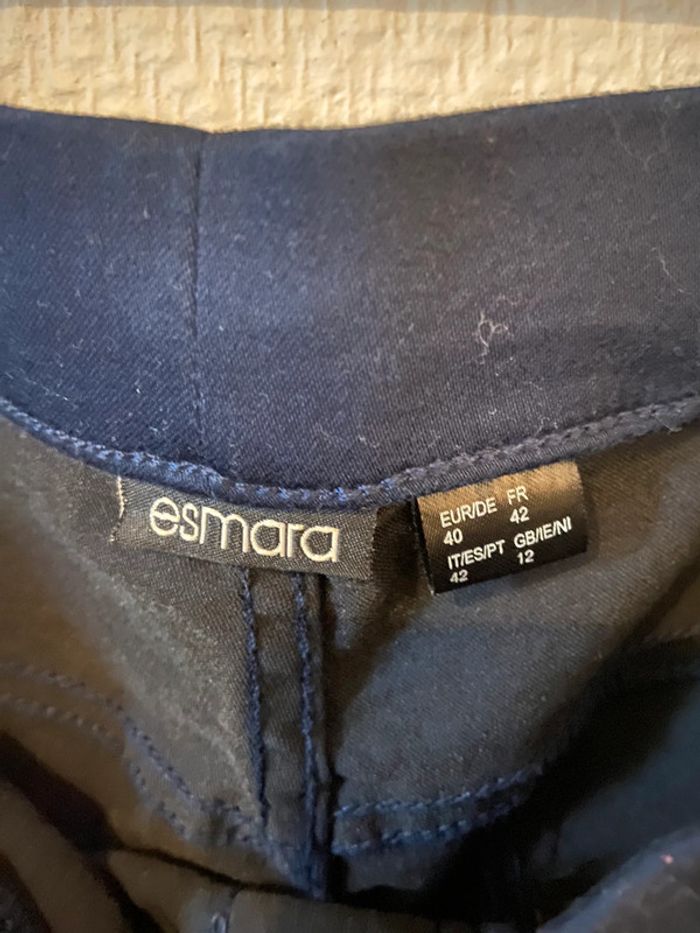 esmara
EUR/DE FR
40 42
IT/ES/PT GB/IE/NI
42 12